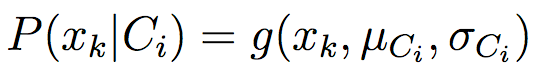 P(x_k|C_i) = g(x_k, μ_{C_i}, σ_{C_i})